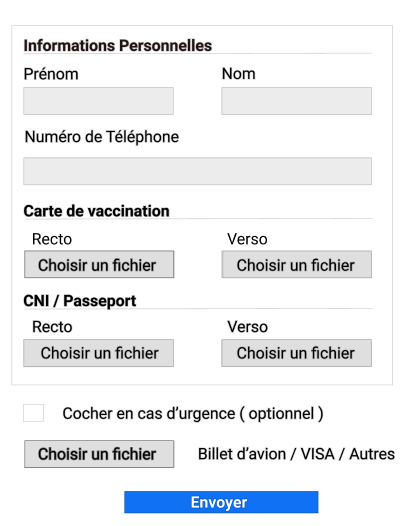 Informations Personnelles
Prénom Nom
Numéro de Téléphone
Carte de vaccination
Recto Verso
Choisir un fichier Choisir un fichier
CNI / Passeport
Recto Verso
Choisir un fichier Choisir un fichier
Cocher en cas d'urgence ( optionnel )
Choisir un fichier Billet d'avion / VISA / Autres
Envoyer